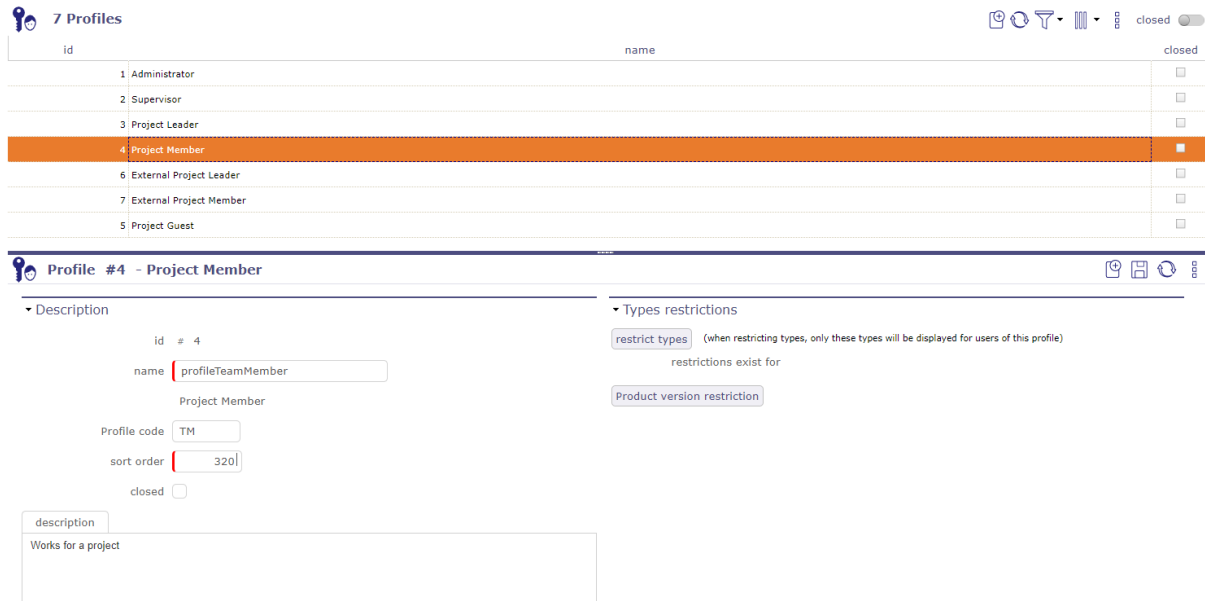 7 Profiles
closed
id name closed
1 Administrator
2 Supervisor
3 Project Leader
4 Project Member
6 External Project Leader
7 External Project Member
5 Project Guest
Profile #4 - Project Member
Description
id # 4
name profileTeamMember
Project Member
Profile code TM
sort order 320
closed
description
Works for a project
Types restrictions
restrict types (when restricting types, only these types will be displayed for users of this profile)
restrictions exist for
Product version restriction